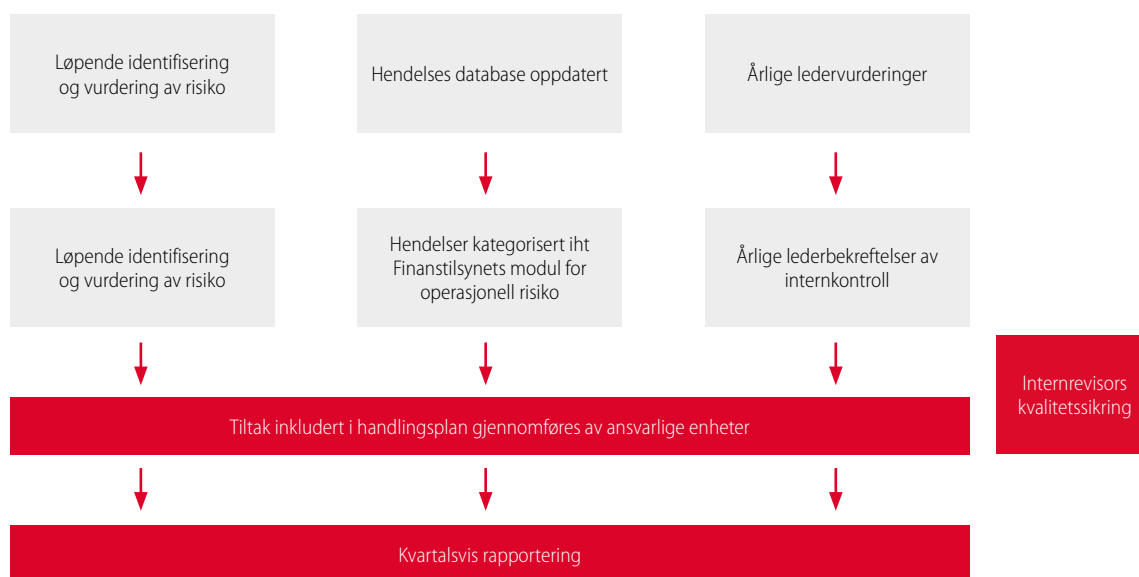 Løpende identifisering
og vurdering av risiko
Hendelses database oppdatert
Årlige ledervurderinger
Løpende identifisering
og vurdering av risiko
Hendelser kategorisert iht
Finanstilsynets modul for
operasjonell risiko
Årlige lederbekreftelser av
internkontroll
Internrevisors
kvalitetssikring
Tiltak inkludert i handlingsplan gjennomføres av ansvarlige enheter
Kvartalsvis rapportering